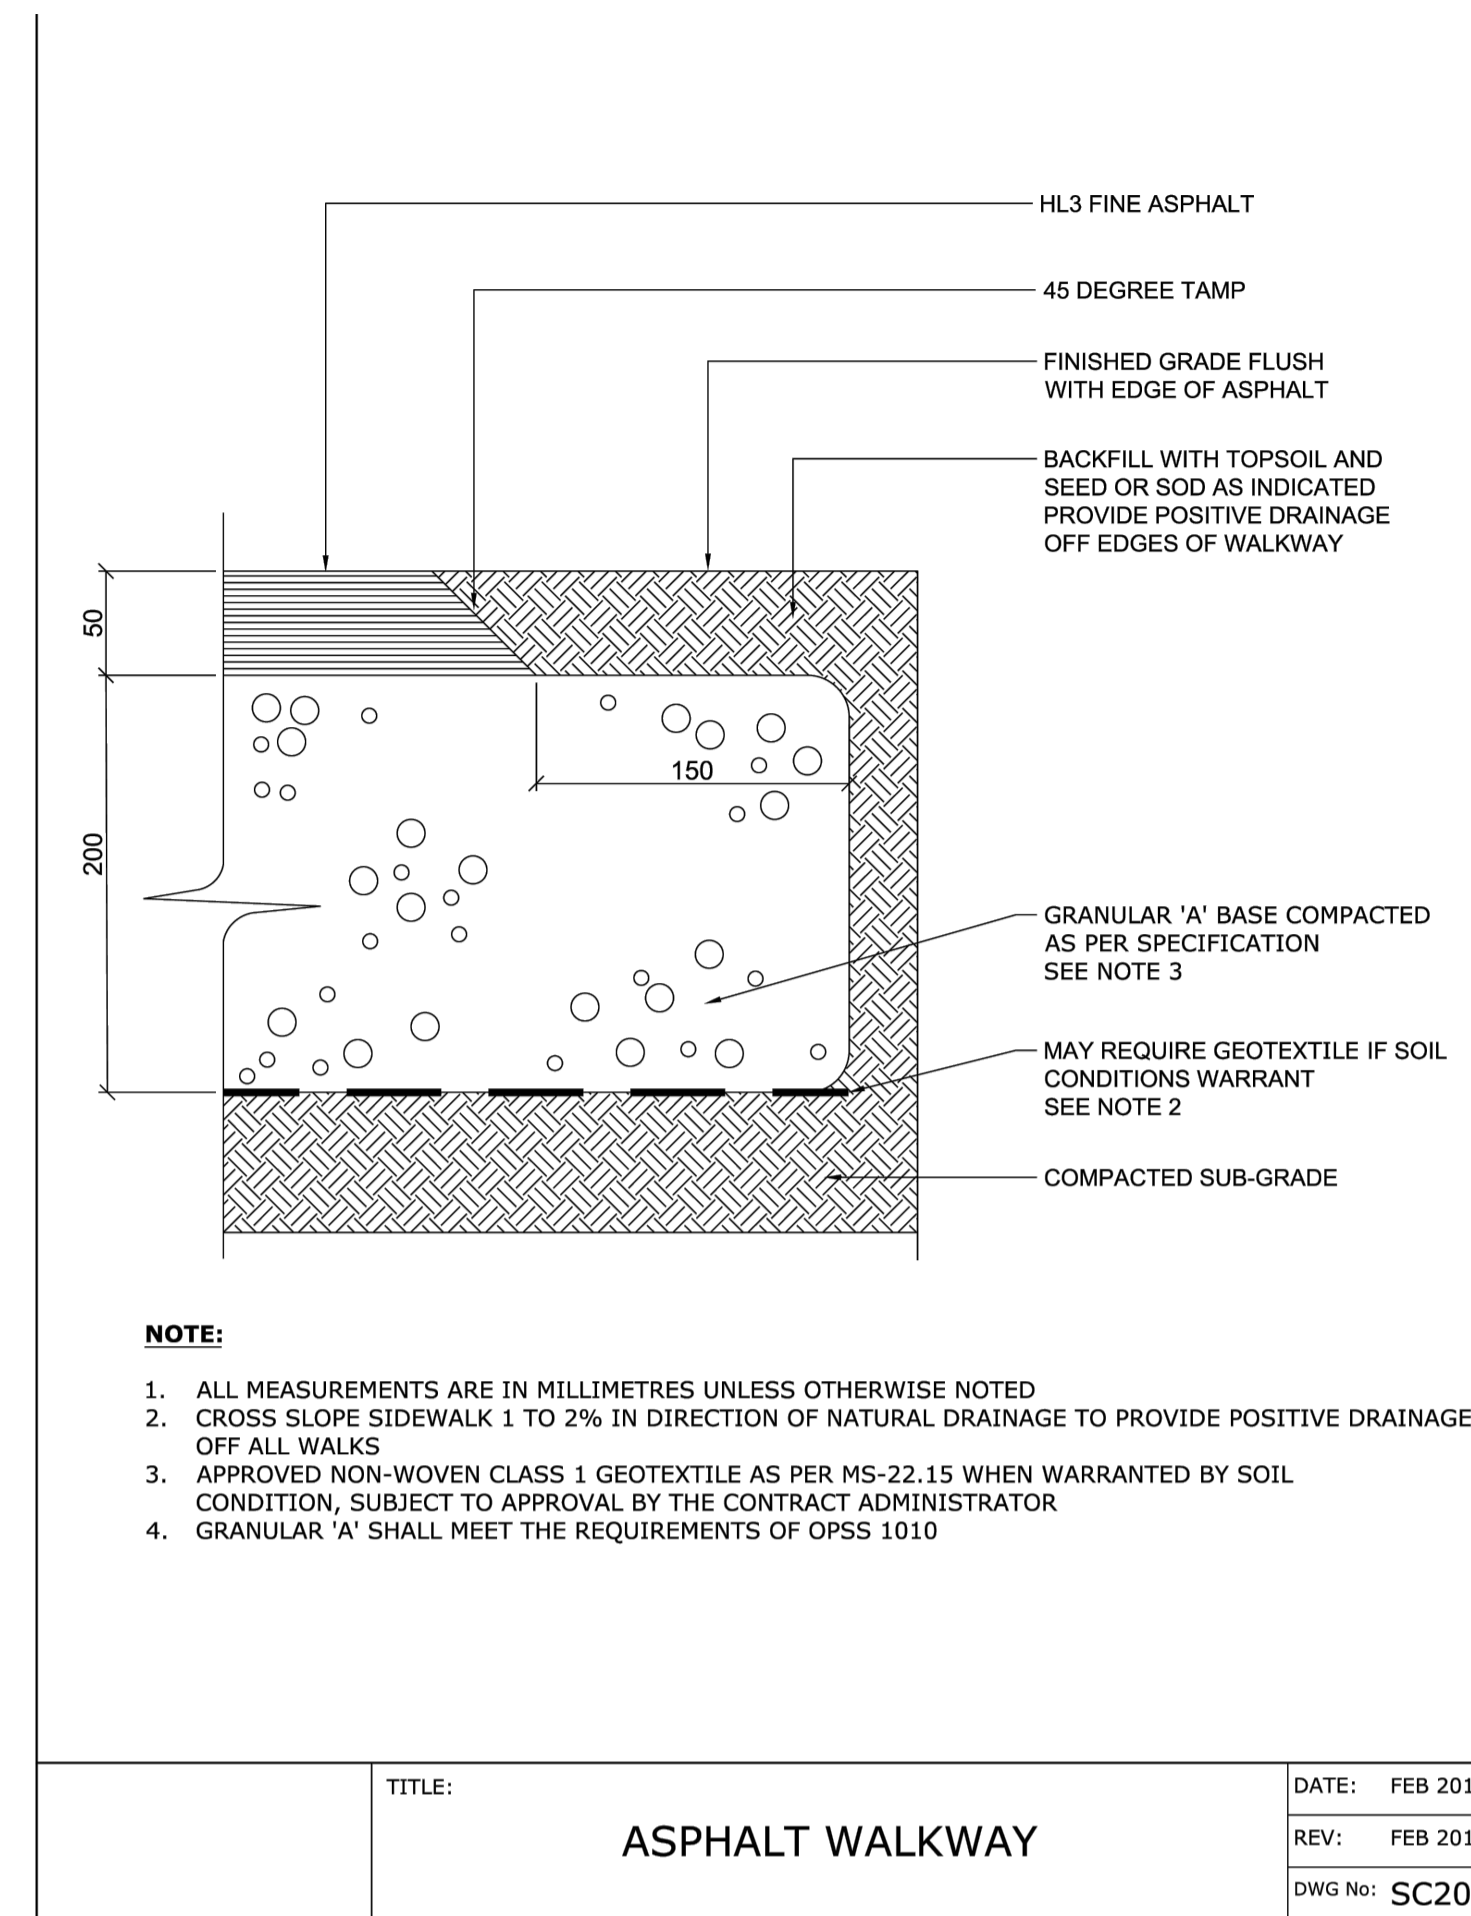 HL3 FINE ASPHALT
45 DEGREE TAMP
FINISHED GRADE FLUSH
WITH EDGE OF ASPHALT
BACKFILL WITH TOPSOIL AND
SEED OR SOD AS INDICATED
PROVIDE POSITIVE DRAINAGE
OFF EDGES OF WALKWAY
50
150
200
GRANULAR 'A' BASE COMPACTED
AS PER SPECIFICATION
SEE NOTE 3
MAY REQUIRE GEOTEXTILE IF SOIL
CONDITIONS WARRANT
SEE NOTE 2
COMPACTED SUB-GRADE
NOTE:
1. ALL MEASUREMENTS ARE IN MILLIMETRES UNLESS OTHERWISE NOTED
2. CROSS SLOPE SIDEWALK 1 TO 2% IN DIRECTION OF NATURAL DRAINAGE TO PROVIDE POSITIVE DRAINAGE
OFF ALL WALKS
3. APPROVED NON-WOVEN CLASS 1 GEOTEXTILE AS PER MS-22.15 WHEN WARRANTED BY SOIL
CONDITION, SUBJECT TO APPROVAL BY THE CONTRACT ADMINISTRATOR
4. GRANULAR 'A' SHALL MEET THE REQUIREMENTS OF OPSS 1010
TITLE:
ASPHALT WALKWAY
DATE: FEB 201
REV: FEB 201
DWG No: SC20